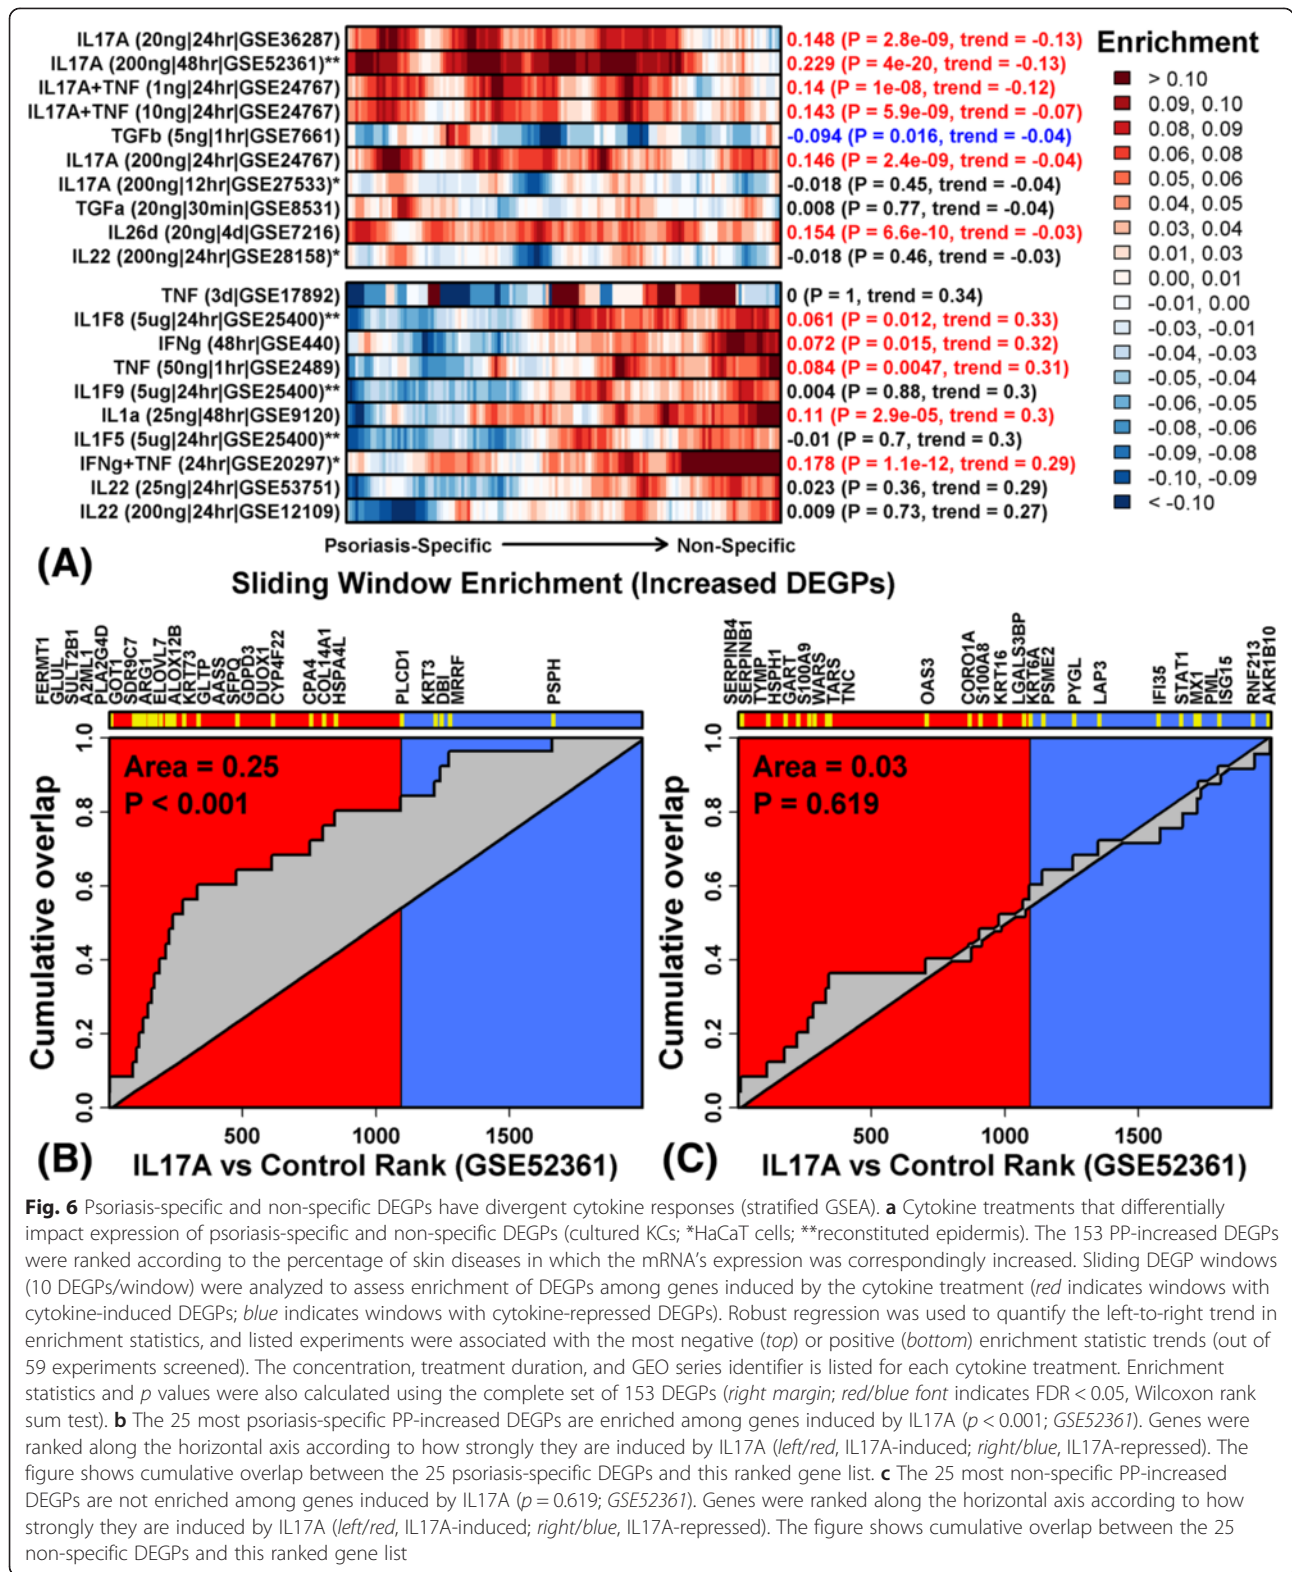 IL17A (20ng|24hr|GSE36287)
0.148 (P = 2.8e-09, trend = -0.13)
IL17A (200ng|48hr|GSE52361)**
0.229 (P = 4e-20, trend = -0.13)
IL17A+TNF (1ng|24hr|GSE24767)
0.14 (P = 1e-08, trend = -0.12)
IL17A+TNF (10ng|24hr|GSE24767)
0.143 (P = 5.9e-09, trend = -0.07)
TGFb (5ng|1hr|GSE7661)
-0.094 (P = 0.016, trend = -0.04)
IL17A (200ng|24hr|GSE24767)
0.146 (P = 2.4e-09, trend = -0.04)
IL17A (200ng|12hr|GSE27533)*
-0.018 (P = 0.45, trend = -0.04)
TGFa (20ng|30min|GSE8531)
0.008 (P = 0.77, trend = -0.04)
IL26d (20ng|4d|GSE7216)
0.154 (P = 6.6e-10, trend = -0.03)
IL22 (200ng|24hr|GSE28158)*
-0.018 (P = 0.46, trend = -0.03)
TNF (3d|GSE17892)
0 (P = 1, trend = 0.34)
IL1F8 (5ug|24hr|GSE25400)**
0.061 (P = 0.012, trend = 0.33)
IFNg (48hr|GSE440)
0.072 (P = 0.015, trend = 0.32)
TNF (50ng|1hr|GSE2489)
0.084 (P = 0.0047, trend = 0.31)
IL1F9 (5ug|24hr|GSE25400)**
0.004 (P = 0.88, trend = 0.3)
IL1a (25ng|48hr|GSE9120)
0.11 (P = 2.9e-05, trend = 0.3)
IL1F5 (5ug|24hr|GSE25400)**
-0.01 (P = 0.7, trend = 0.3)
IFNg+TNF (24hr|GSE20297)*
0.178 (P = 1.1e-12, trend = 0.29)
IL22 (25ng|24hr|GSE53751)
0.023 (P = 0.36, trend = 0.29)
IL22 (200ng|24hr|GSE12109)
0.009 (P = 0.73, trend = 0.27)
Enrichment
> 0.10
0.09, 0.10
0.08, 0.09
0.06, 0.08
0.05, 0.06
0.04, 0.05
0.03, 0.04
0.01, 0.03
0.00, 0.01
-0.01, 0.00
-0.03, -0.01
-0.04, -0.03
-0.05, -0.04
-0.06, -0.05
-0.08, -0.06
-0.09, -0.08
-0.10, -0.09
< -0.10
Psoriasis-Specific
Non-Specific
(A)
Sliding Window Enrichment (Increased DEGPs)
FERMT1
GLUL
SULT2B1
A2ML1
PLA2G4D
GOT1
SDR9C7
ARG1
ELOVL7
ALOX12B
KRT73
GLTP
AASS
SFPQ
GDPD3
DUOX1
CYP4F22
CPA4
COL14A1
HSPA4L
PLCD1
KRT3
DBI
MRRF
PSPH
Area = 0.25
P < 0.001
Cumulative overlap
0.0
0.2
0.4
0.6
0.8
1.0
500
1000
1500
(B)
IL17A vs Control Rank (GSE52361)
SERPINB4
SERPINB1
TYMP
HSPH1
GART
S100A9
WARS
TARS
TNC
OAS3
CORO1A
S100A8
KRT16
LGALS3BP
KRT6A
PSME2
PYGL
LAP3
IFI35
STAT1
MX1
PML
ISG15
RNF213
AKR1B10
Area = 0.03
P = 0.619
Cumulative overlap
0.0
0.2
0.4
0.6
0.8
1.0
500
1000
1500
(C)
IL17A vs Control Rank (GSE52361)
Fig. 6 Psoriasis-specific and non-specific DEGPs have divergent cytokine responses (stratified GSEA). a Cytokine treatments that differentially
impact expression of psoriasis-specific and non-specific DEGPs (cultured KCs; *HaCaT cells; **reconstituted epidermis). The 153 PP-increased DEGPs
were ranked according to the percentage of skin diseases in which the mRNA's expression was correspondingly increased. Sliding DEGP windows
(10 DEGPs/window) were analyzed to assess enrichment of DEGPs among genes induced by the cytokine treatment (red indicates windows with
cytokine-induced DEGPs; blue indicates windows with cytokine-repressed DEGPs). Robust regression was used to quantify the left-to-right trend in
enrichment statistics, and listed experiments were associated with the most negative (top) or positive (bottom) enrichment statistic trends (out of
59 experiments screened). The concentration, treatment duration, and GEO series identifier is listed for each cytokine treatment. Enrichment
statistics and p values were also calculated using the complete set of 153 DEGPs (right margin; red/blue font indicates FDR < 0.05, Wilcoxon rank
sum test). b The 25 most psoriasis-specific PP-increased DEGPs are enriched among genes induced by IL17A (p < 0.001; GSE52361). Genes were
ranked along the horizontal axis according to how strongly they are induced by IL17A (left/red, IL17A-induced; right/blue, IL17A-repressed). The
figure shows cumulative overlap between the 25 psoriasis-specific DEGPs and this ranked gene list. c The 25 most non-specific PP-increased
DEGPs are not enriched among genes induced by IL17A (p = 0.619; GSE52361). Genes were ranked along the horizontal axis according to how
strongly they are induced by IL17A (left/red, IL17A-induced; right/blue, IL17A-repressed). The figure shows cumulative overlap between the 25
non-specific DEGPs and this ranked gene list